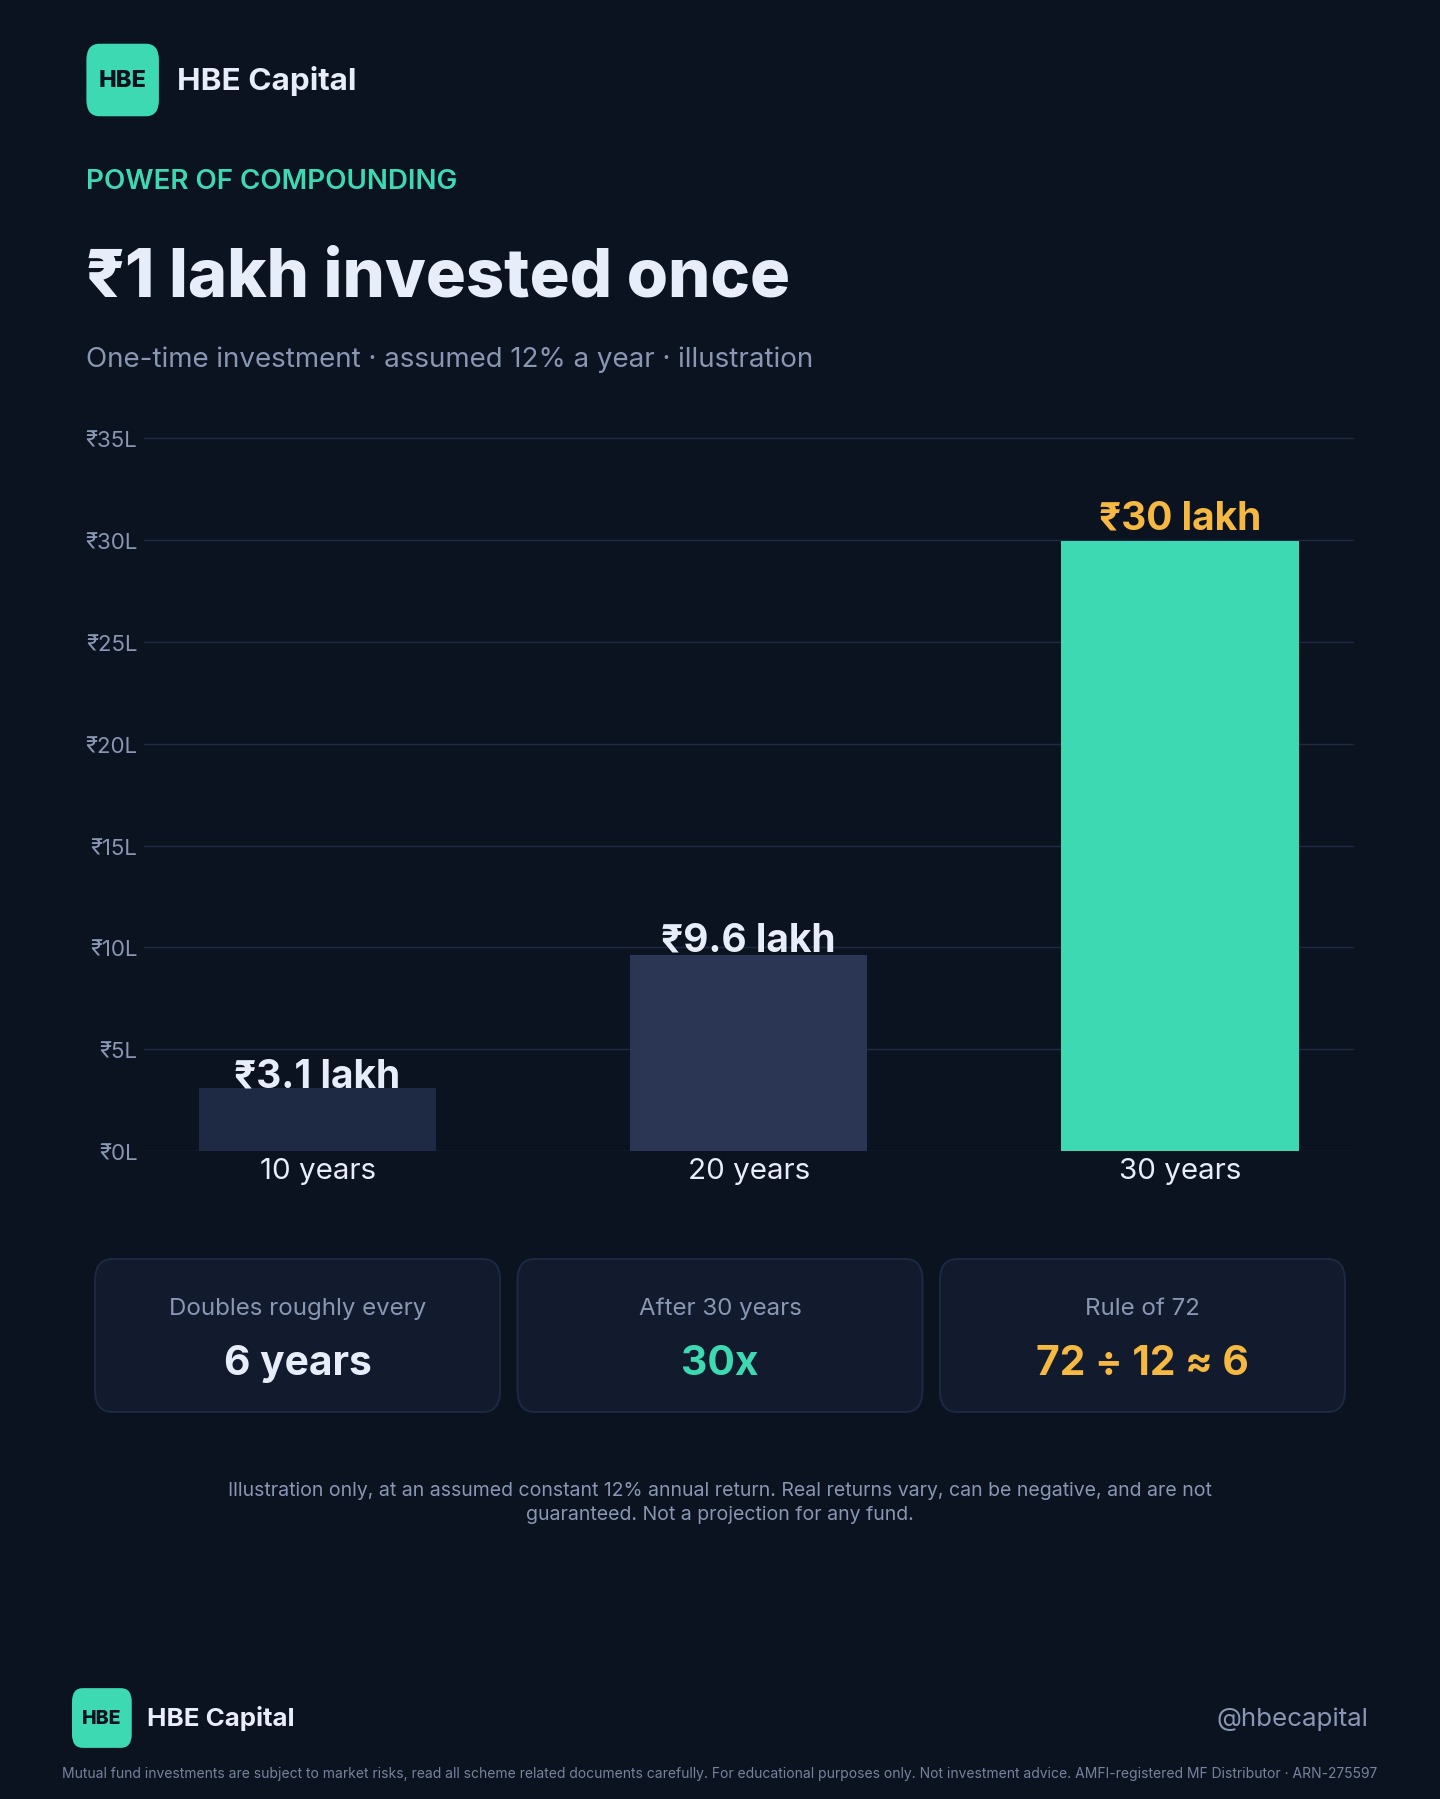 HBE HBE Capital
POWER OF COMPOUNDING
₹1 lakh invested once
One-time investment · assumed 12% a year · illustration
₹35L
₹30 lakh
₹30L
₹25L
₹20L
₹15L
₹9.6 lakh
₹10L
₹5L
₹3.1 lakh
₹0L
10 years 20 years 30 years
Doubles roughly every After 30 years Rule of 72
6 years 30x 72 ÷ 12 ≈ 6
Illustration only, at an assumed constant 12% annual return. Real returns vary, can be negative, and are not
guaranteed. Not a projection for any fund.
HBE HBE Capital @hbecapital
Mutual fund investments are subject to market risks, read all scheme related documents carefully. For educational purposes only. Not investment advice. AMFI-registered MF Distributor · ARN-275597